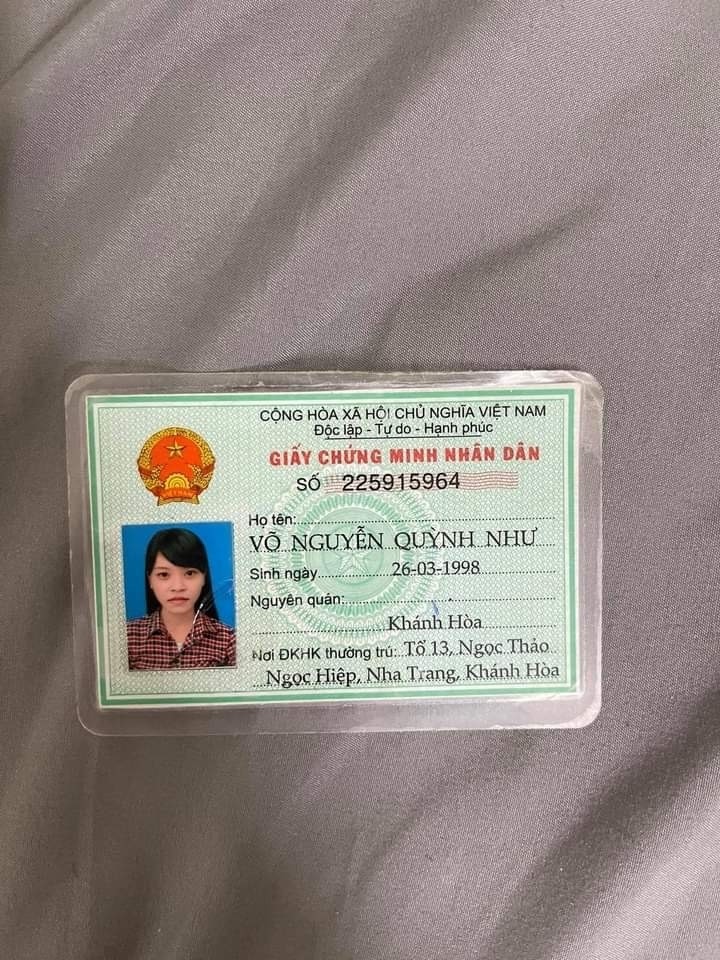 CỘNG HÒA XÃ HỘI CHỦ NGHĨA VIỆT NAM
Độc lập - Tự do - Hạnh phúc
GIẤY CHỨNG MINH NHÂN DÂN
SỐ 225915964
VIỆT NAM
Họ tên:
VÕ NGUYỄN QUỲNH NHƯ
Sinh ngày 26-03-1998
Nguyên quán:
Khánh Hòa
Nơi ĐKHK thường trú: Tổ 13, Ngọc Thảo
Ngọc Hiệp, Nha Trang, Khánh Hòa